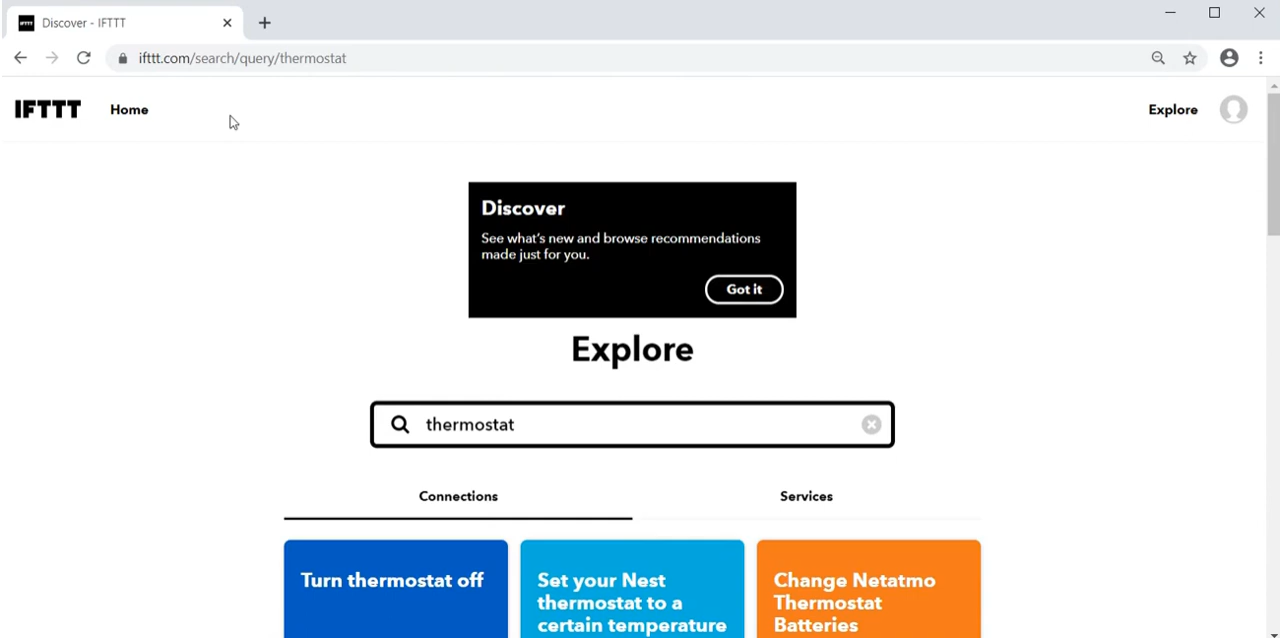 IFTTT
Discover - IFTTT
ifttt.com/search/query/thermostat
IFTTT
Home
Explore
Discover
See what's new and browse recommendations
made just for you.
Got it
Explore
thermostat
Connections
Services
Turn thermostat off
Set your Nest
thermostat to a
certain temperature
Change Netatmo
Thermostat
Batteries